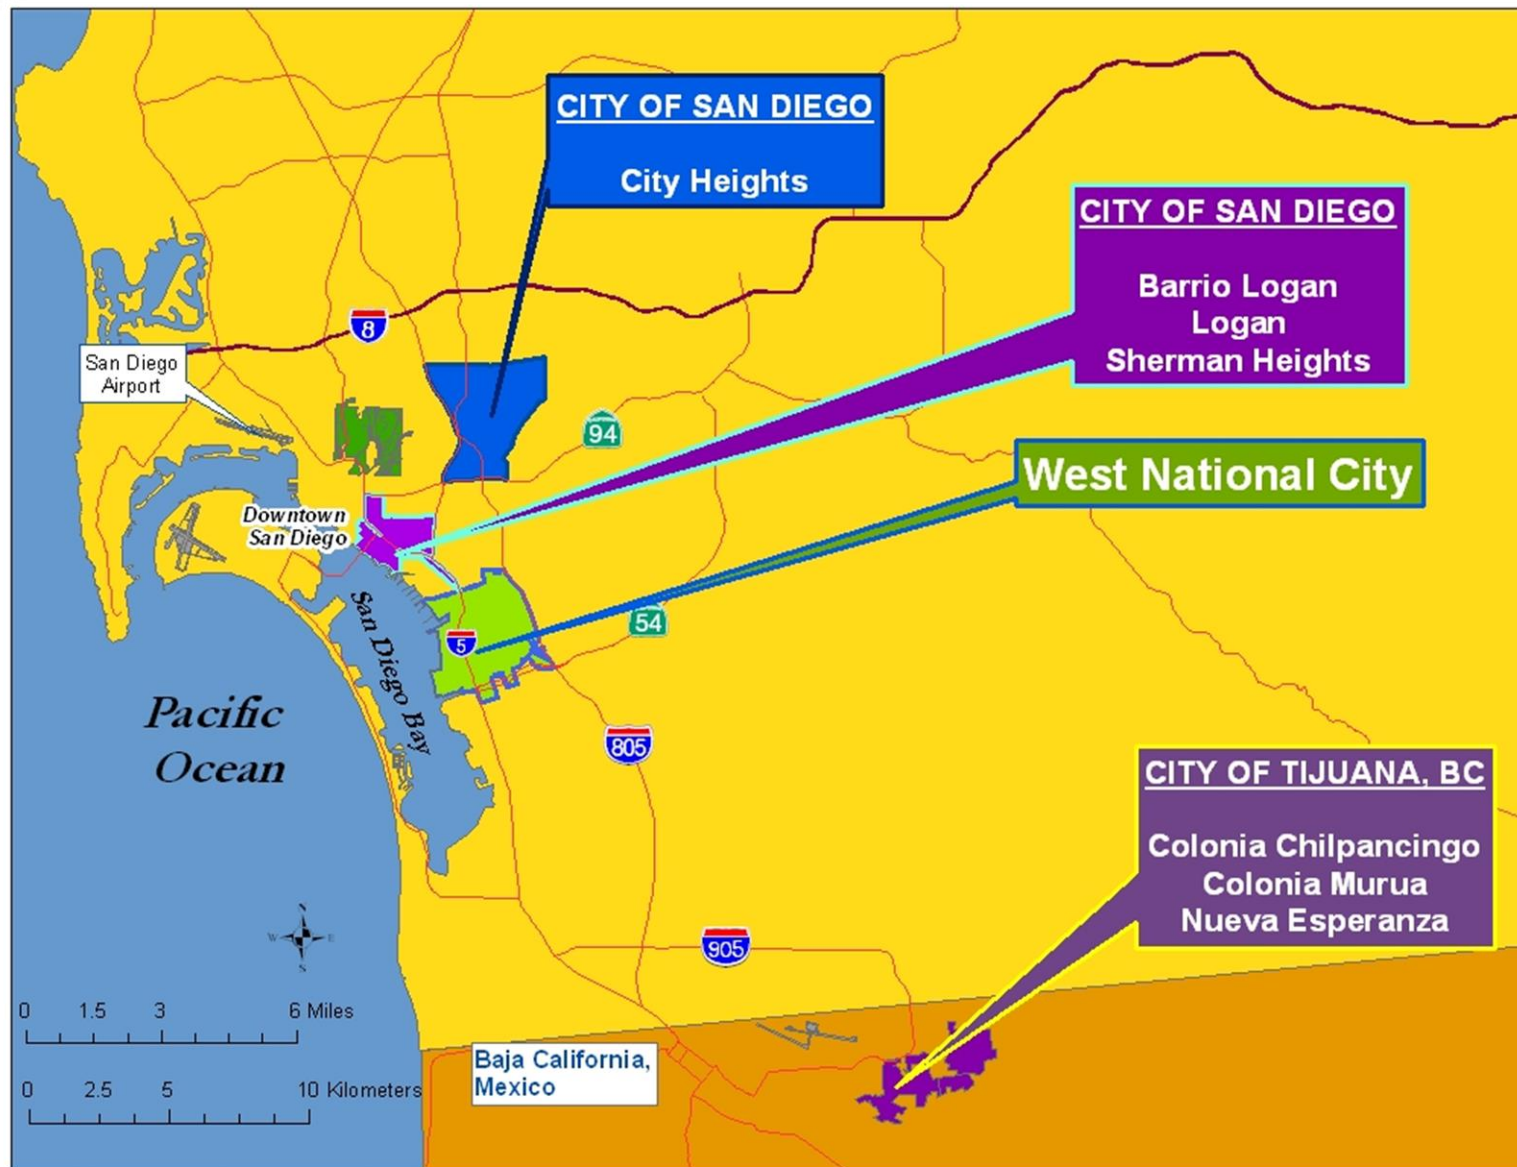 CITY OF SAN DIEGO
City Heights
CITY OF SAN DIEGO
Barrio Logan
Logan
Sherman Heights
8
San Diego
Airport
94
West National City
Downtown
San Diego
54
5
San Diego Bay
Pacific
Ocean
805
CITY OF TIJUANA, BC
Colonia Chilpancingo
Colonia Murua
Nueva Esperanza
905
N
W E
S
0 1.5 3 6 Miles
Baja California,
Mexico
0 2.5 5 10 Kilometers